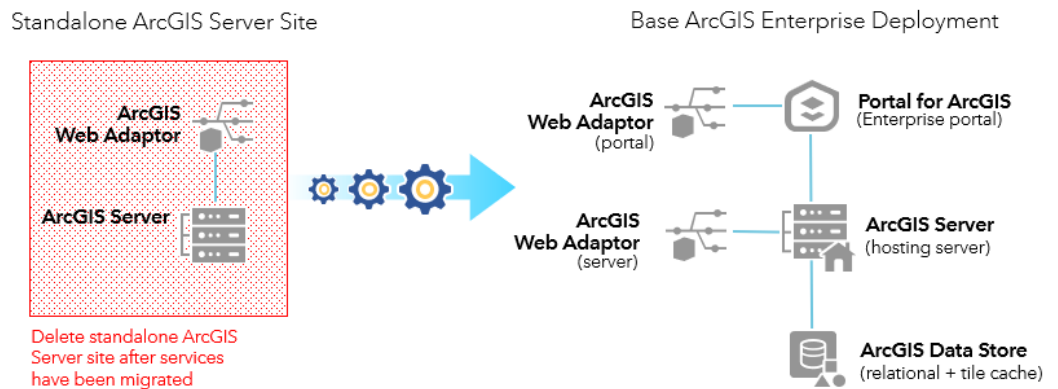 Standalone ArcGIS Server Site
Base ArcGIS Enterprise Deployment
ArcGIS
Web Adaptor
ArcGIS Server
Delete standalone ArcGIS
Server site after services
have been migrated
ArcGIS
Web Adaptor
(portal)
Portal for ArcGIS
(Enterprise portal)
ArcGIS
Web Adaptor
(server)
ArcGIS Server
(hosting server)
ArcGIS Data Store
(relational + tile cache)